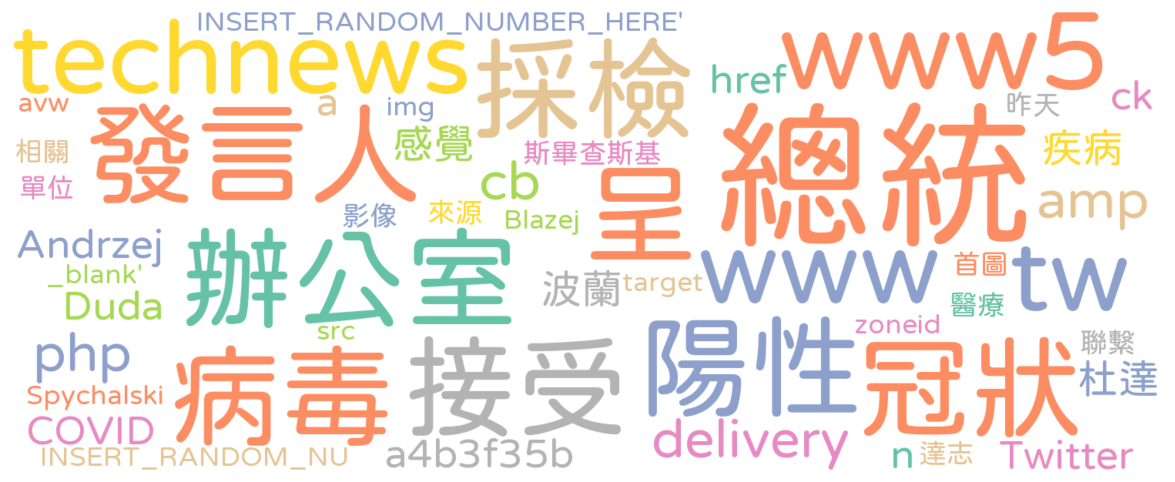 INSERT_RANDOM_NUMBER_HERE'
technews
採檢
www5
href
ck
avw
a
img
昨天
發言人
感覺
斯畢查斯基
總統
疾病
相關
單位
cb
呈
amp
影像
來源
Blazej
Andrzej
辦公室
www
首圖
tw
_blank'
波蘭
target
Duda
醫療
src
陽性
zoneid
php
病毒
接受
冠狀
聯繫
杜達
Spychalski
COVID
delivery
INSERT_RANDOM_NU
a4b3f35b
n
達志
Twitter